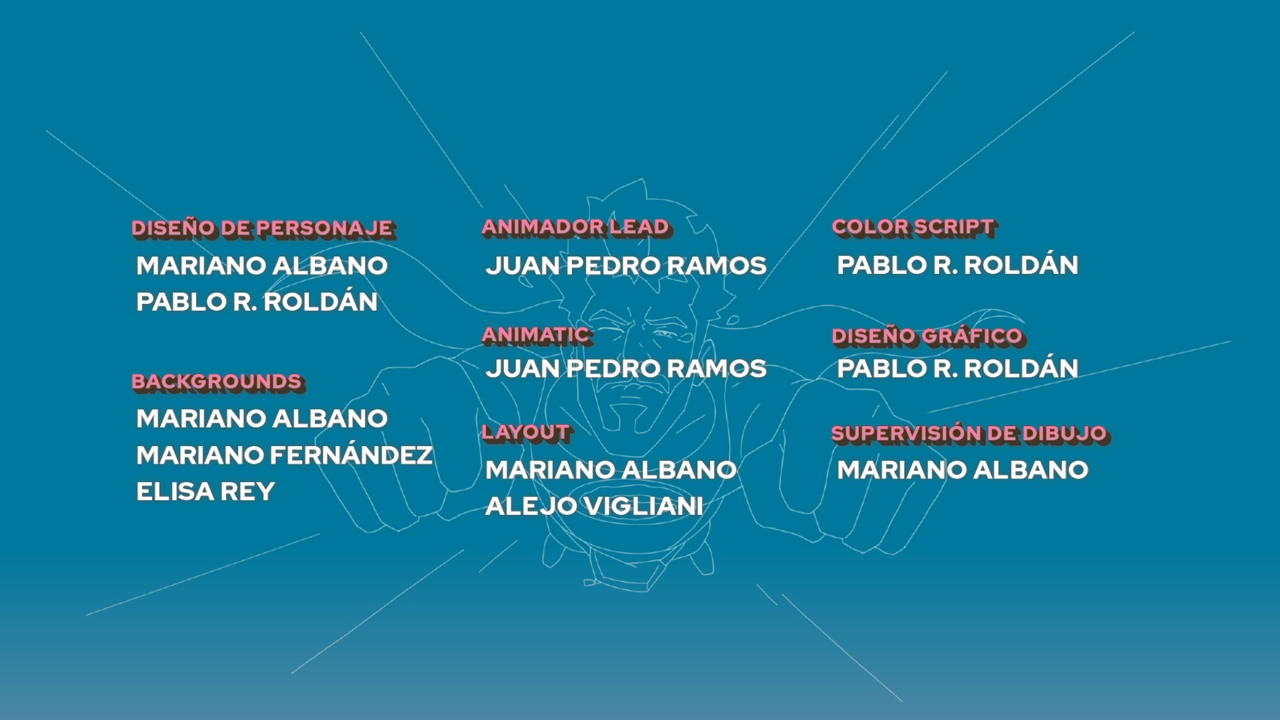 DISEÑO DE PERSONAJE
MARIANO ALBANO
PABLO R. ROLDÁN
BACKGROUNDS
MARIANO ALBANO
MARIANO FERNÁNDEZ
ELISA REY
ANIMADOR LEAD
JUAN PEDRO RAMOS
ANIMATIC
JUAN PEDRO RAMOS
LAYOUT
MARIANO ALBANO
ALEJO VIGLIANI
COLOR SCRIPT
PABLO R. ROLDÁN
DISEÑO GRÁFICO
PABLO R. ROLDÁN
SUPERVISIÓN DE DIBUJO
MARIANO ALBANO